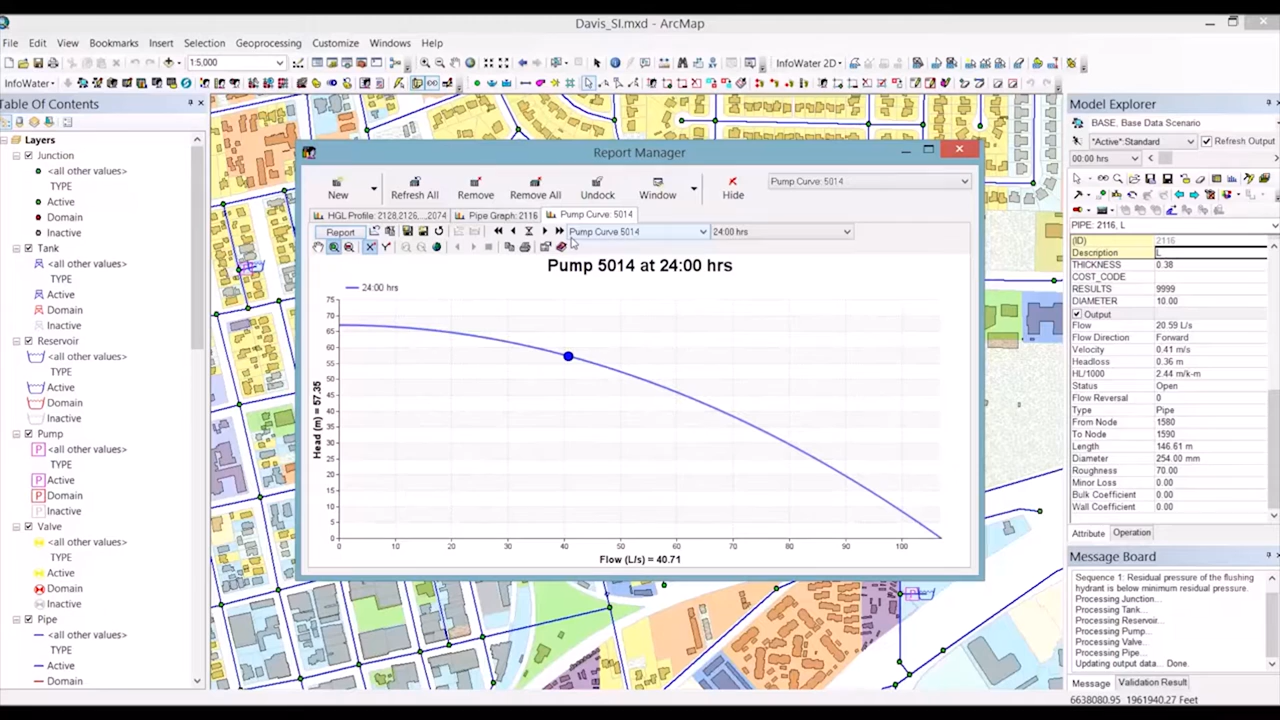 Davis_SI.mxd - ArcMap
File Edit View Bookmarks Insert Selection Geoprocessing Customize Windows Help
1:5,000
InfoWater 2D
InfoWater
Table Of Contents
Layers
Junction
<all other values>
TYPE
Active
Domain
Inactive
Tank
<all other values>
TYPE
Active
Domain
Inactive
Reservoir
<all other values>
TYPE
Active
Domain
Inactive
Pump
<all other values>
TYPE
Active
Domain
Inactive
Valve
<all other values>
TYPE
Active
Domain
Inactive
Pipe
<all other values>
TYPE
Active
Domain
Report Manager
New Refresh All Remove Remove All Undock Window Hide
Pump Curve: 5014
HGL Profile: 2128,2126,...,2074 Pipe Graph: 2116 Pump Curve: 5014
Report Pump Curve 5014 24:00 hrs
Pump 5014 at 24:00 hrs
24:00 hrs
75
70
65
60
55
50
45
40
35
30
25
20
15
10
5
0
Head (m) = 57.35
0 10 20 30 40 50 60 70 80 90 100
Flow (L/s) = 40.71
Model Explorer
BASE, Base Data Scenario
*Active*:Standard Refresh Output
00:00 hrs
PIPE: 2116, L
(ID) 2116
Description L
THICKNESS 0.38
COST_CODE
RESULTS 9999
DIAMETER 10.00
Output
Flow 20.59 L/s
Flow Direction Forward
Velocity 0.41 m/s
Headloss 0.36 m
HL/1000 2.44 m/k-m
Status Open
Flow Reversal 0
Type Pipe
From Node 1580
To Node 1590
Length 146.61 m
Diameter 254.00 mm
Roughness 70.00
Minor Loss 0.00
Bulk Coefficient 0.00
Wall Coefficient 0.00
Attribute Operation
Message Board
Sequence 1: Residual pressure of the flushing
hydrant is below minimum residual pressure.
Processing Junction...
Processing Tank...
Processing Reservoir...
Processing Pump...
Processing Valve...
Processing Pipe...
Updating output data... Done.
Message Validation Result
6638080.95 1961940.27 Feet